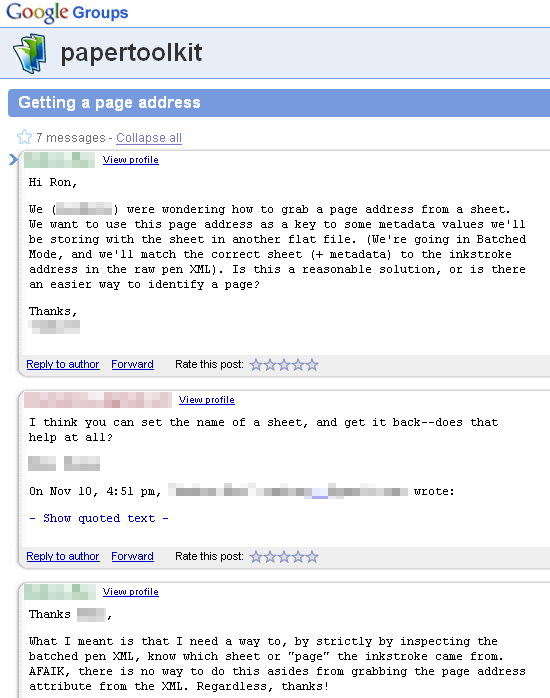 Google Groups
papertoolkit
Getting a page address
7 messages - Collapse all
View profile
Hi Ron,
We ( ) were wondering how to grab a page address from a sheet.
We want to use this page address as a key to some metadata values we'll
be storing with the sheet in another flat file. (We're going in Batched
Mode, and we'll match the correct sheet (+ metadata) to the inkstroke
address in the raw pen XML). Is this a reasonable solution, or is there
an easier way to identify a page?
Thanks,
Reply to author Forward Rate this post:
View profile
I think you can set the name of a sheet, and get it back--does that
help at all?
On Nov 10, 4:51 pm, wrote:
- Show quoted text -
Reply to author Forward Rate this post:
View profile
Thanks ,
What I meant is that I need a way to, by strictly by inspecting the
batched pen XML, know which sheet or "page" the inkstroke came from.
AFAIK, there is no way to do this asides from grabbing the page address
attribute from the XML. Regardless, thanks!